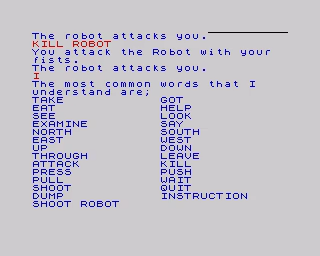 The robot attacks you.
KILL ROBOT
You attack the Robot with your
fists.
The robot attacks you.
I
The most common words that I
understand are;
TAKE GOT
EAT HELP
SEE LOOK
EXAMINE SAY
NORTH SOUTH
EAST WEST
UP DOWN
THROUGH LEAVE
ATTACK KILL
PRESS PUSH
PULL WAIT
SHOOT QUIT
DUMP INSTRUCTION
SHOOT ROBOT